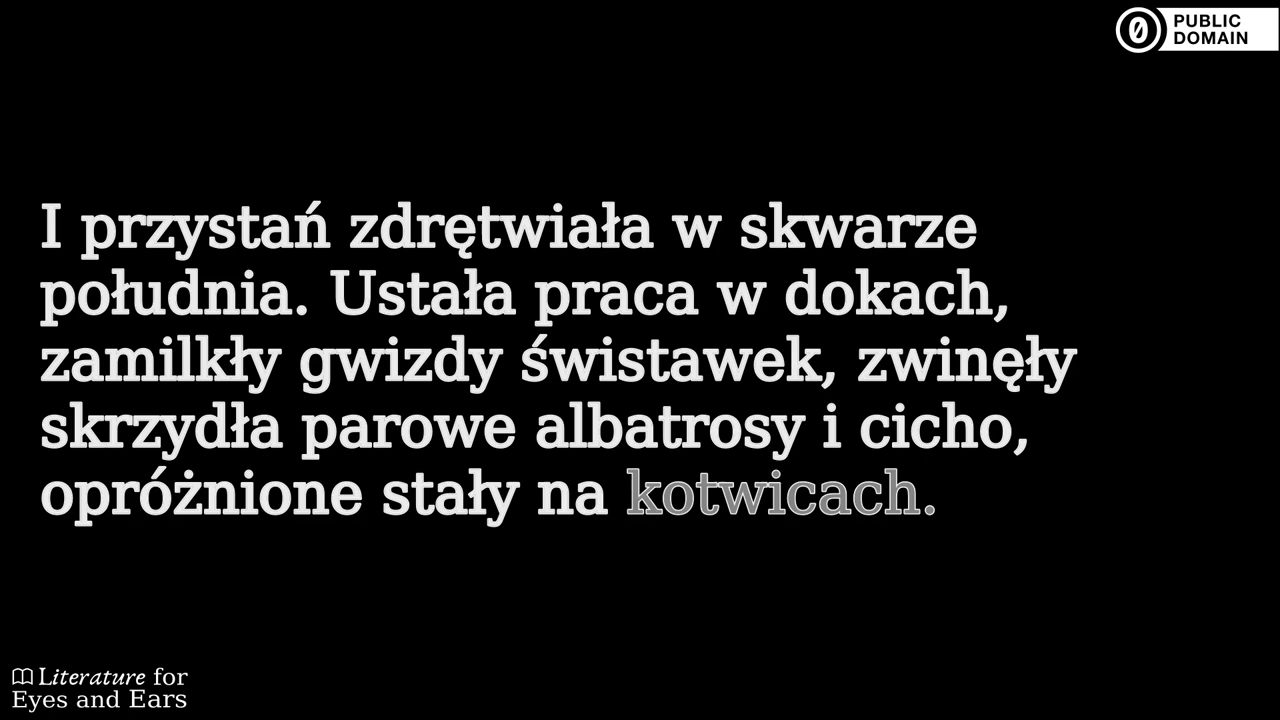 PUBLIC
DOMAIN
I przystań zdrętwiała w skwarze
południa. Ustała praca w dokach,
zamilkły gwizdy świstawek, zwinęły
skrzydła parowe albatrosy i cicho,
opróżnione stały na kotwicach.
Literature for
Eyes and Ears